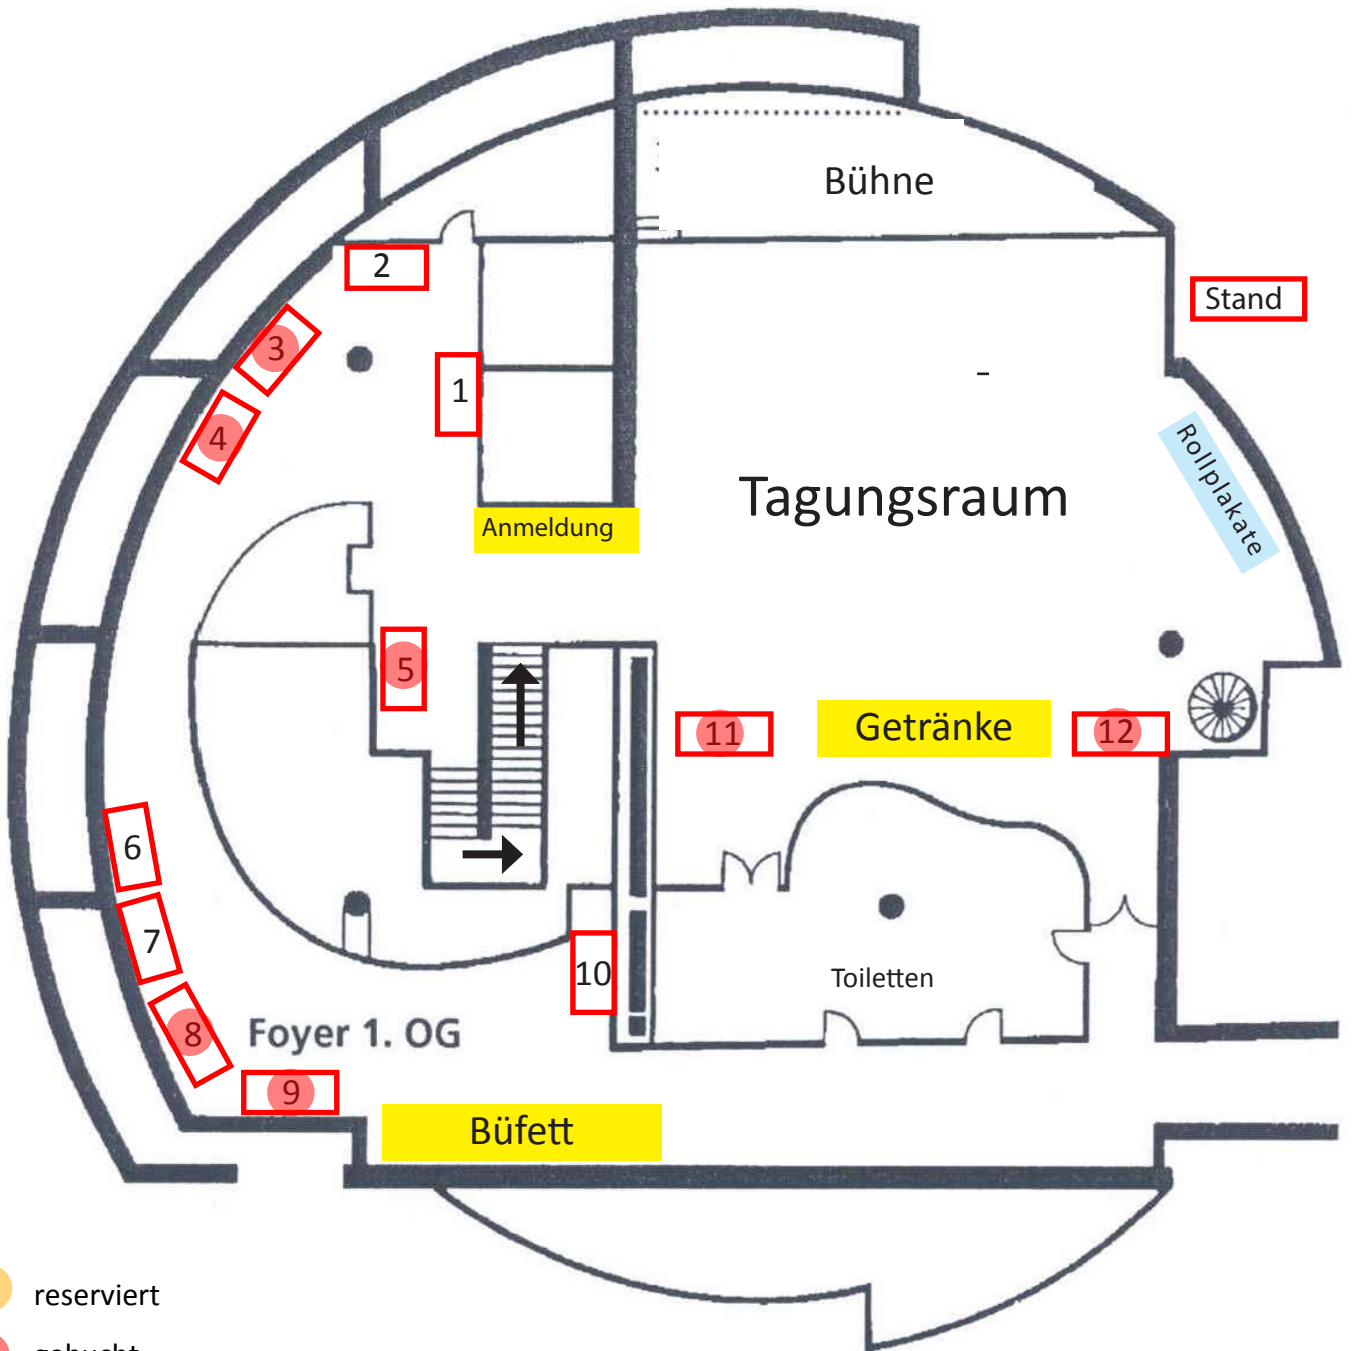 Bühne
2
Stand
3
1
4
Rollplakate
-
Tagungsraum
Anmeldung
5
11
Getränke
12
6
7
10
Toiletten
8
Foyer 1. OG
9
Büfett
reserviert
gebucht